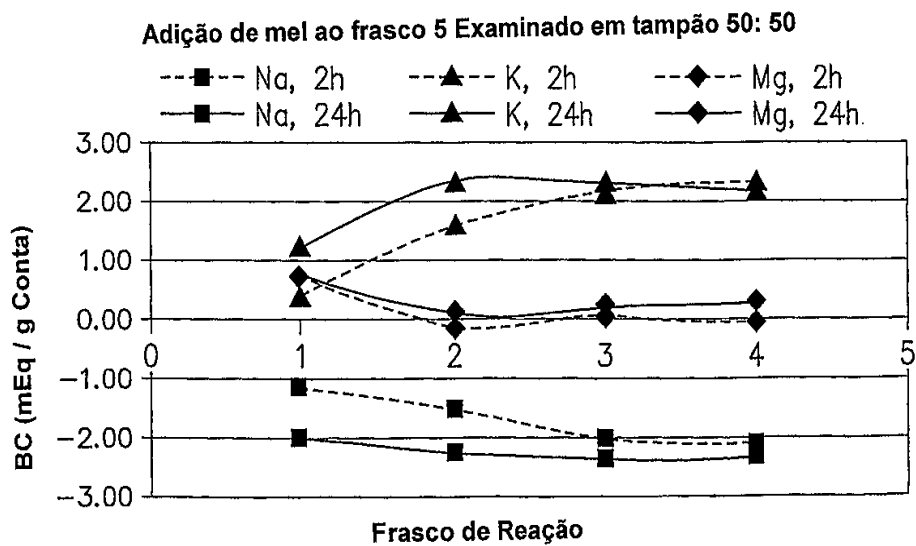 Adição de mel ao frasco 5 Examinado em tampão 50: 50
Na, 2h K, 2h Mg, 2h
Na, 24h K, 24h Mg, 24h.
3.00
2.00
1.00
0.00
0 1 2 3 4 5
−1.00
−2.00
−3.00
BC (mEq / g Conta)
Frasco de Reação